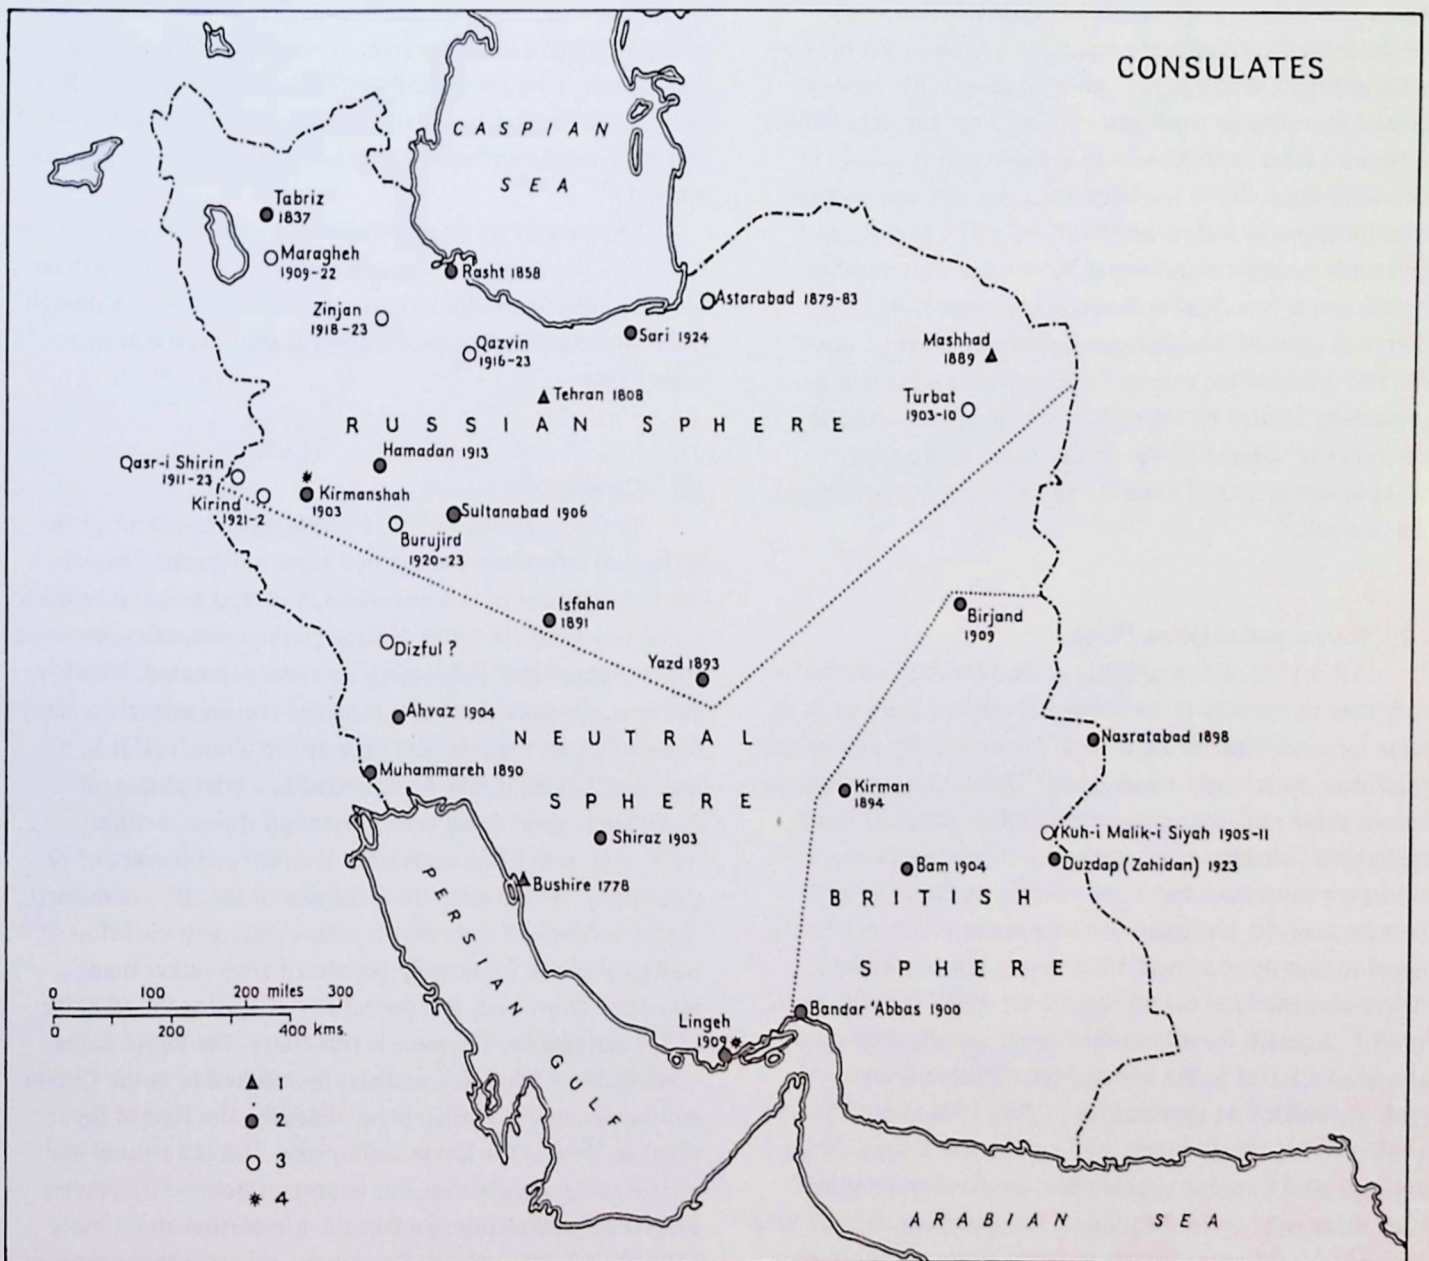 CONSULATES
CASPIAN
SEA
Tabriz
1837
Maragheh
1909-22
Rasht 1858
Zinjan
1918-23
Qazvin
1916-23
Astarabad 1879-83
Sari 1924
Mashhad
1889
Tehran 1808
Turbat
1903-10
RUSSIAN SPHERE
Hamadan 1913
Qasr-i Shirin
1911-23
Kirind
1921-2
Kirmanshah
1903
Sultanabad 1906
Burujird
1920-23
Isfahan
1891
Birjand
1909
Dizful ?
Yazd 1893
Ahvaz 1904
NEUTRAL
Nasratabad 1898
Muhammareh 1890
SPHERE
Kirman
1894
Shiraz 1903
Kuh-i Malik-i Siyah 1905-11
Duzdap (Zahidan) 1923
Bam 1904
Bushire 1778
BRITISH
SPHERE
PERSIAN
GULF
0 100 200 miles 300
0 200 400 kms.
Lingeh
1909
Bandar 'Abbas 1900
3
4
ARABIAN SEA